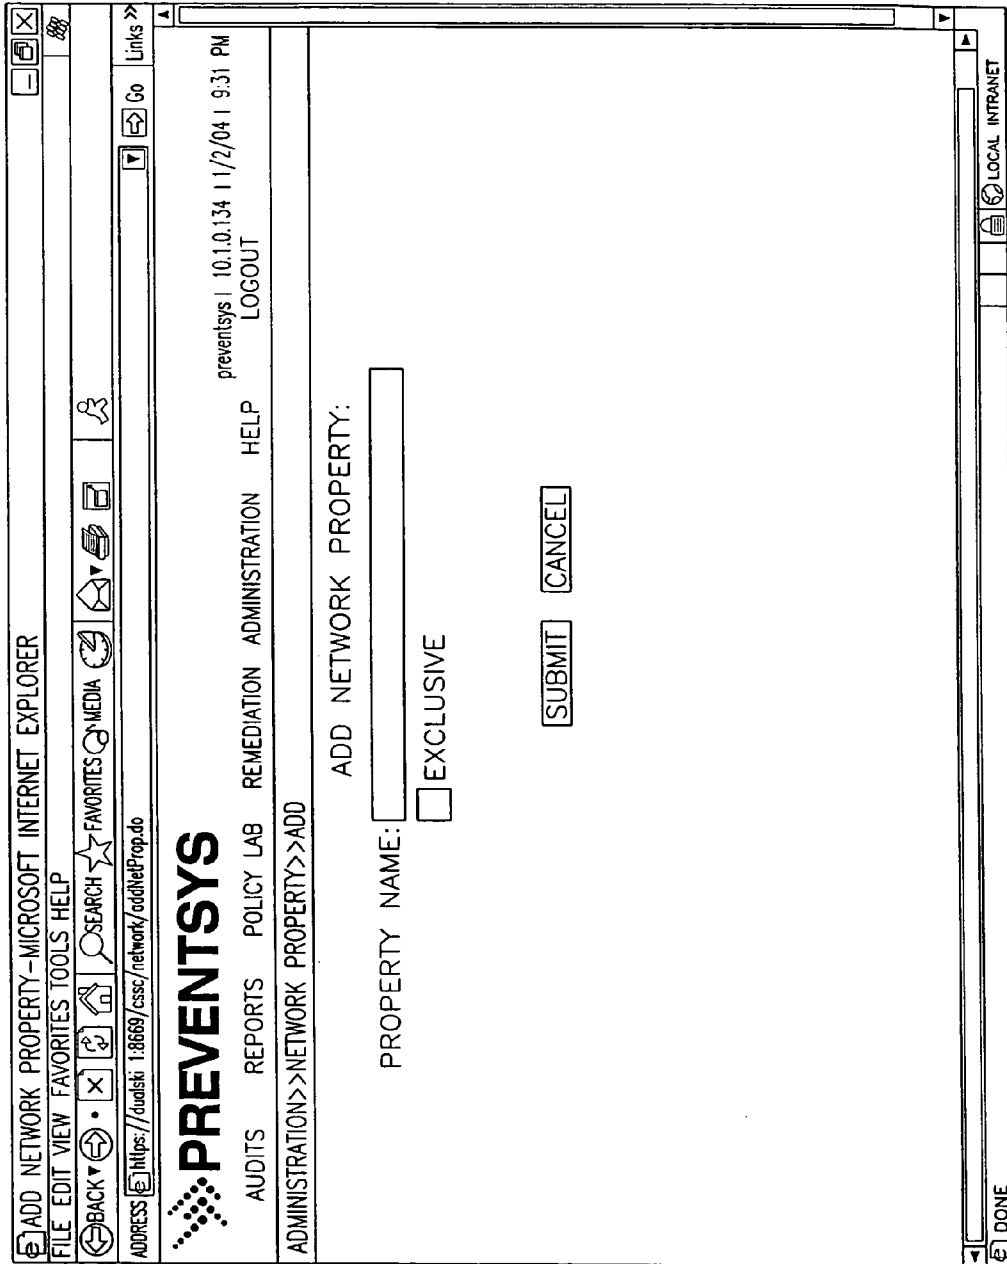 ADD NETWORK PROPERTY-MICROSOFT INTERNET EXPLORER
FILE EDIT VIEW FAVORITES TOOLS HELP
BACK SEARCH FAVORITES MEDIA
ADDRESS https://dualski 1:8669/cssc/network/addNetProp.do Go Links >>
PREVENTSYS
preventsys | 10.1.0.134 | 1/2/04 | 9:31 PM
AUDITS REPORTS POLICY LAB REMEDIATION ADMINISTRATION HELP LOGOUT
ADMINISTRATION>>NETWORK PROPERTY>>ADD
ADD NETWORK PROPERTY:
PROPERTY NAME:
EXCLUSIVE
SUBMIT CANCEL
DONE LOCAL INTRANET